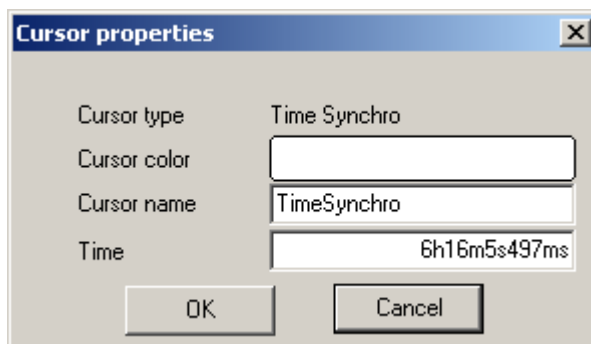 Cursor properties
Cursor type Time Synchro
Cursor color
Cursor name TimeSynchro
Time 6h16m5s497ms
OK Cancel